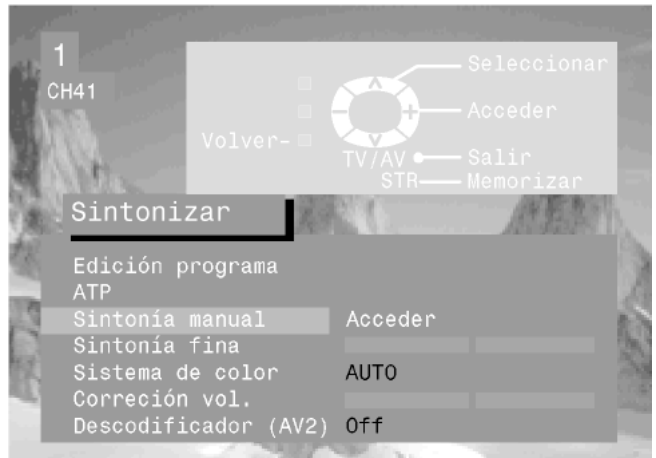 1
CH41
Seleccionar
Acceder
Volver-
TV/AV
Salir
STR
Memorizar
Sintonizar
Edición programa
ATP
Sintonía manual Acceder
Sintonía fina
Sistema de color AUTO
Correción vol.
Descodificador (AV2) Off